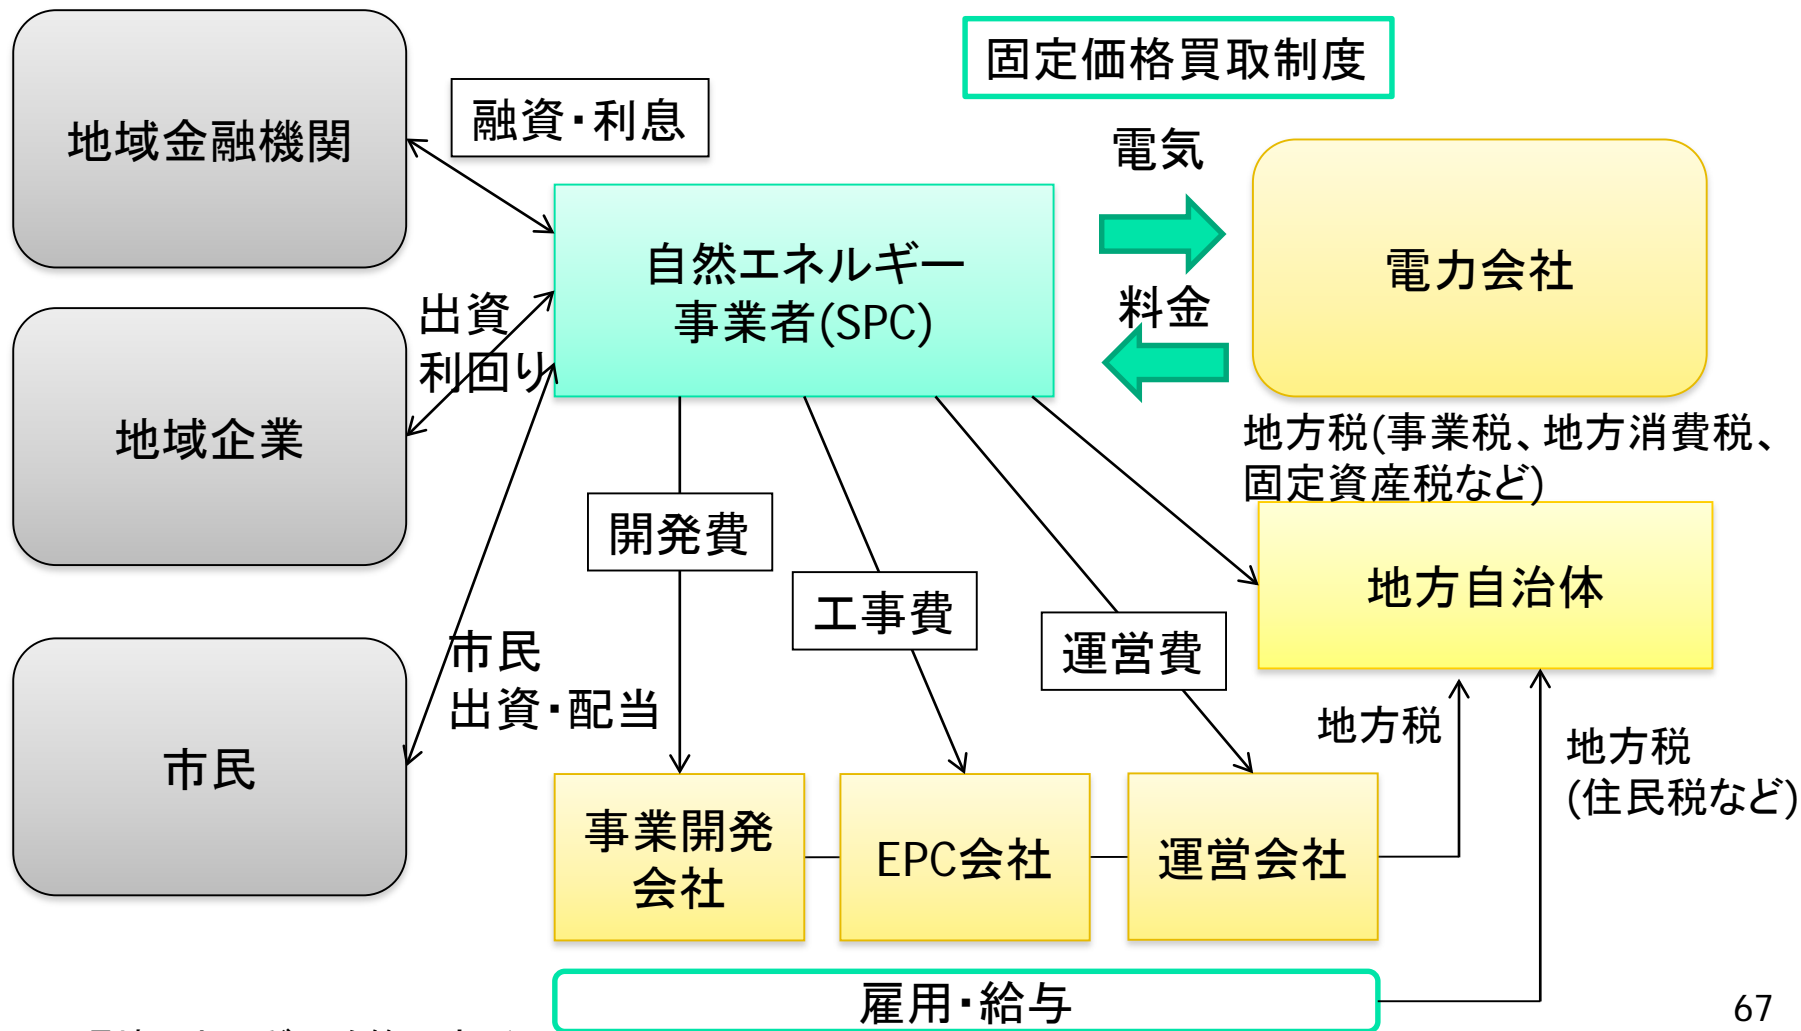 固定価格買取制度
地域金融機関
融資・利息
電気
自然エネルギー
事業者(SPC)
電力会社
料金
出資
利回り
地域企業
地方税(事業税、地方消費税、
固定資産税など)
開発費
工事費
運営費
地方自治体
市民
出資・配当
市民
地方税
地方税
(住民税など)
事業開発
会社
EPC会社
運営会社
雇用・給与
67